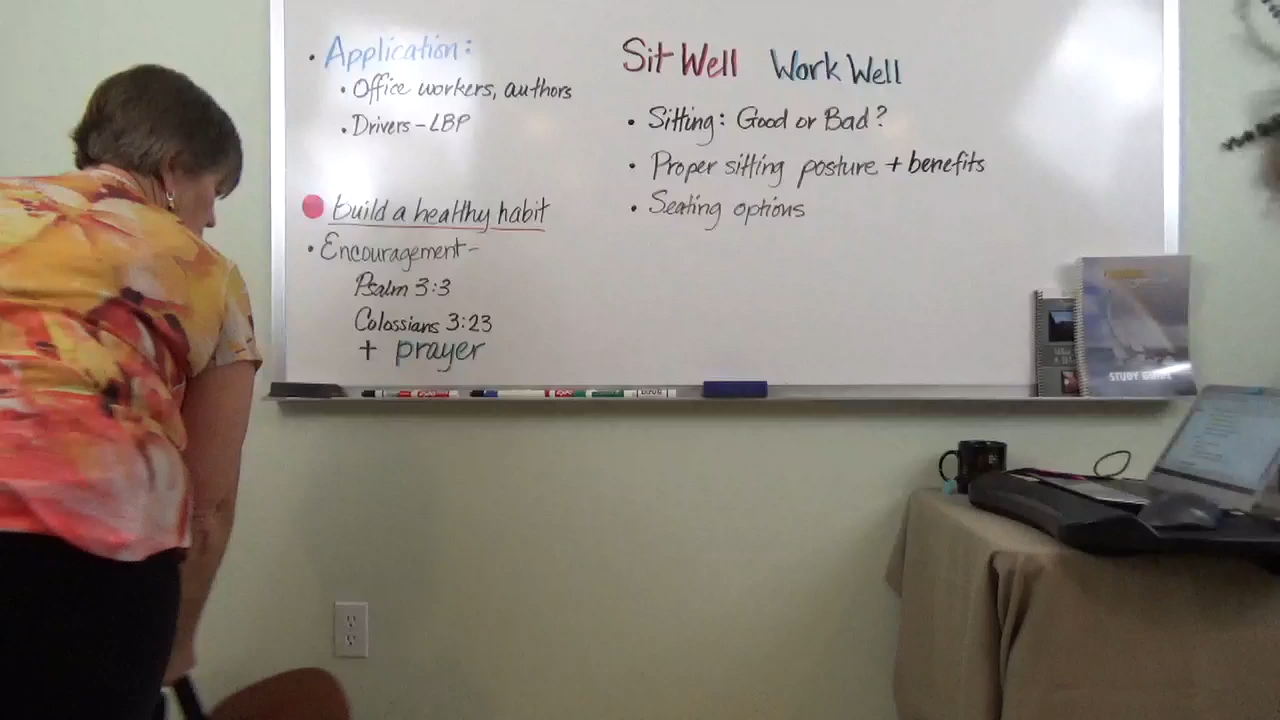 • Application:
• Office workers, authors
• Drivers - LBP
build a healthy habit
• Encouragement -
Psalm 3:3
Colossians 3:23
+ prayer
Sit Well Work Well
• Sitting: Good or Bad?
• Proper sitting posture + benefits
• Seating options
STUDY GUIDE